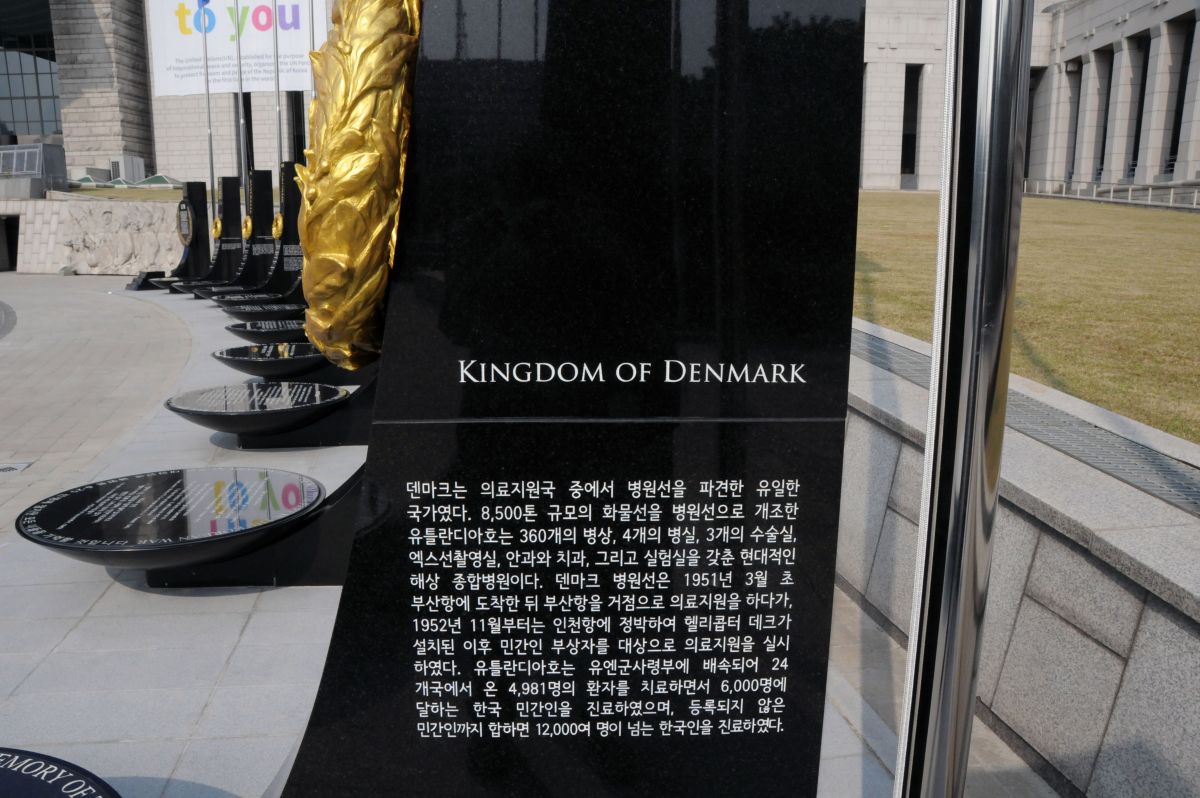 to you
KINGDOM OF DENMARK
덴마크는 의료지원국 중에서 병원선을 파견한 유일한
국가였다. 8,500톤 규모의 화물선을 병원선으로 개조한
유틀란디아호는 360개의 병상, 4개의 병실, 3개의 수술실,
엑스선촬영실, 안과와 치과, 그리고 실험실을 갖춘 현대적인
해상 종합병원이다. 덴마크 병원선은 1951년 3월 초
부산항에 도착한 뒤 부산항을 거점으로 의료지원을 하다가,
1952년 11월부터는 인천항에 정박하여 헬리콥터 데크가
설치된 이후 민간인 부상자를 대상으로 의료지원을 실시
하였다. 유틀란디아호는 유엔군사령부에 배속되어 24
개국에서 온 4,981명의 환자를 치료하면서 6,000명에
달하는 한국 민간인을 진료하였으며, 등록되지 않은
민간인까지 합하면 12,000여 명이 넘는 한국인을 진료하였다.
EMORY OF